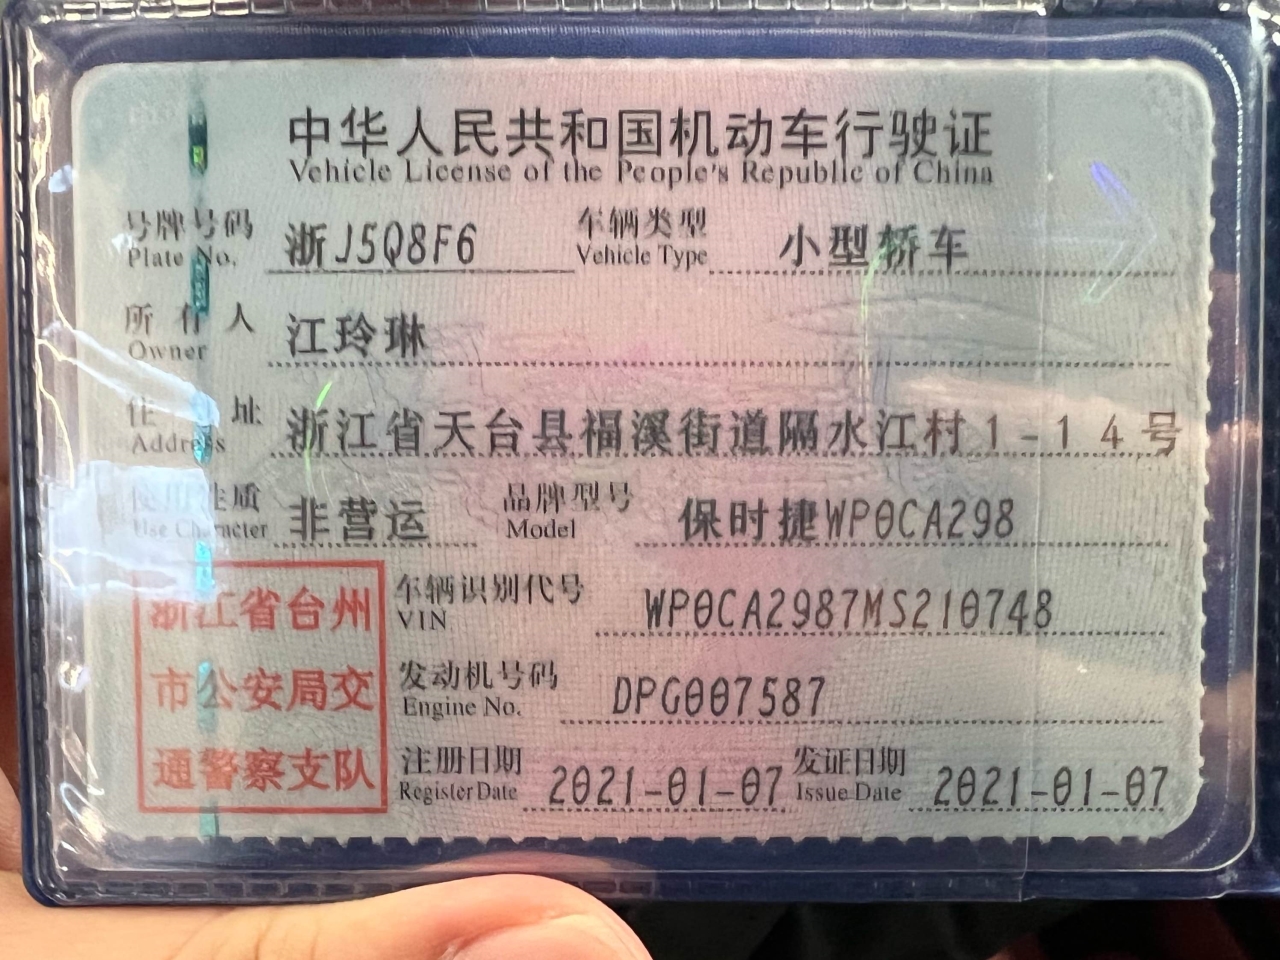 中华人民共和国机动车行驶证
Vehicle License of the People's Republic of China
号牌号码 浙J5Q8F6 车辆类型 小型轿车
Plate No. Vehicle Type
所有人 江玲琳
Owner
住址 浙江省天台县福溪街道隔水江村1-14号
Address
使用性质 非营运 品牌型号 保时捷WP0CA298
Use Character Model
浙江省台州
市公安局交
通警察支队
车辆识别代号 WP0CA2987MS210748
VIN
发动机号码 DPG007587
Engine No.
注册日期 2021-01-07 发证日期 2021-01-07
Register Date Issue Date